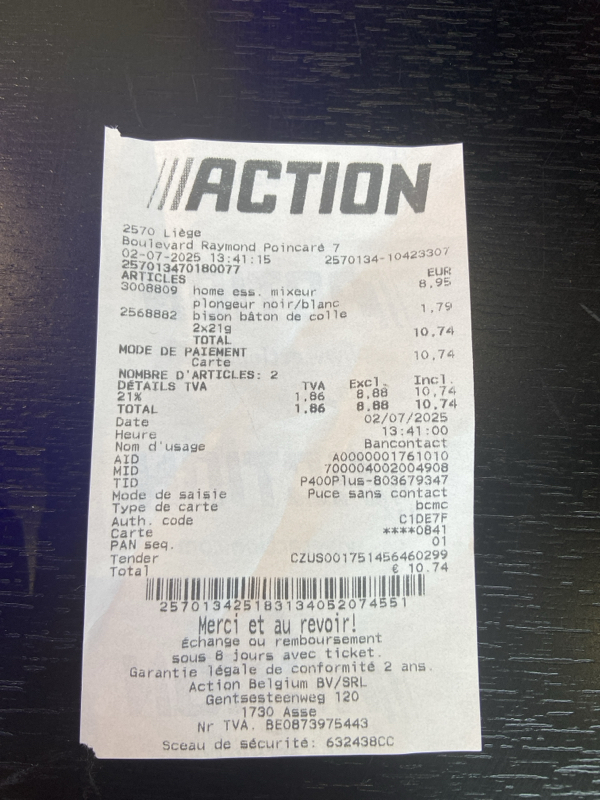 ACTION
2570 Liège
Boulevard Raymond Poincaré 7
02-07-2025 13:41:15 2570134-10423307
257013470180077
ARTICLES EUR
3008809 home ess. mixeur 8,95
plongeur noir/blanc
2568882 bison bâton de colle 1,79
2x21g
TOTAL 10,74
MODE DE PAIEMENT
Carte 10,74
NOMBRE D'ARTICLES: 2
DÉTAILS TVA TVA Excl. Incl.
21% 1,86 8,88 10,74
TOTAL 1,86 8,88 10,74
Date 02/07/2025
Heure 13:41:00
Nom d'usage Bancontact
AID A0000001761010
MID 700004002004908
TID P400Plus-803679347
Mode de saisie Puce sans contact
Type de carte bcmc
Auth. code C1DE7F
Carte ****0841
PAN seq. 01
Tender CZUS001751456460299
Total € 10.74
257013425183134052074551
Merci et au revoir!
Échange ou remboursement
sous 8 jours avec ticket.
Garantie légale de conformité 2 ans.
Action Belgium BV/SRL
Gentsesteenweg 120
1730 Asse
Nr TVA. BE0873975443
Sceau de sécurité: 632438CC